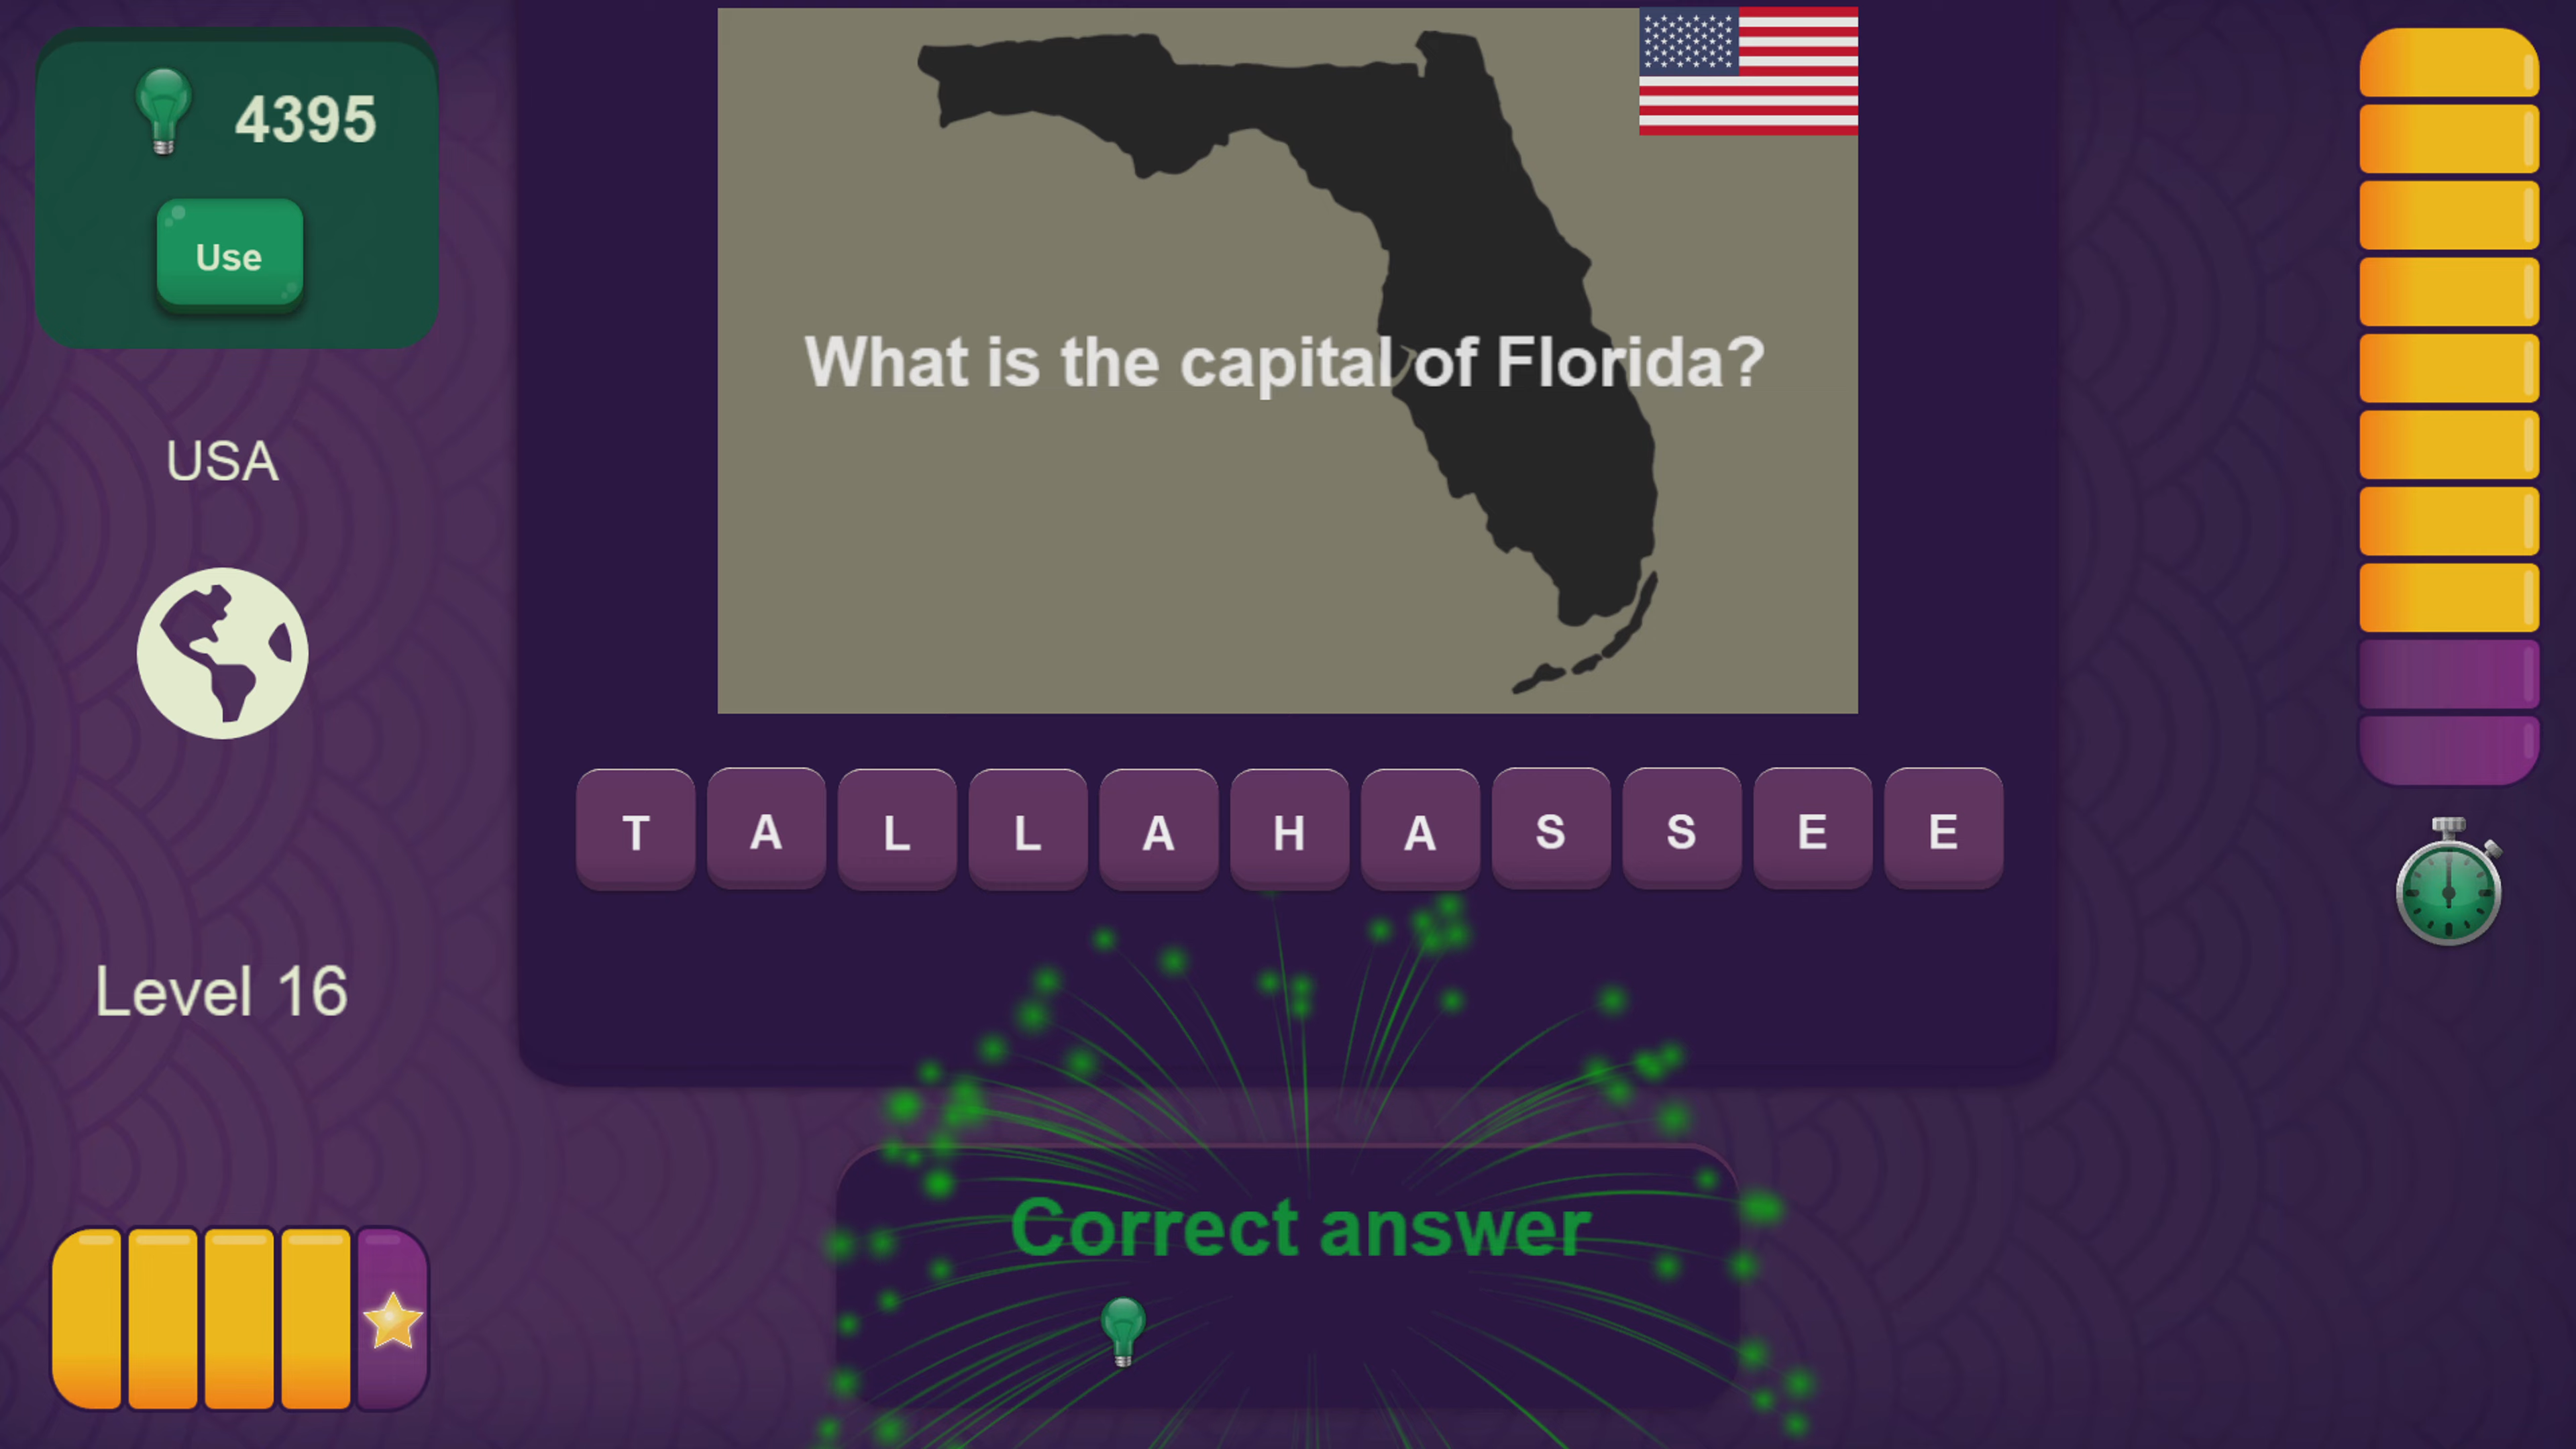 4395
Use
USA
Level 16
What is the capital of Florida?
T A L L A H A S S E E
Correct answer